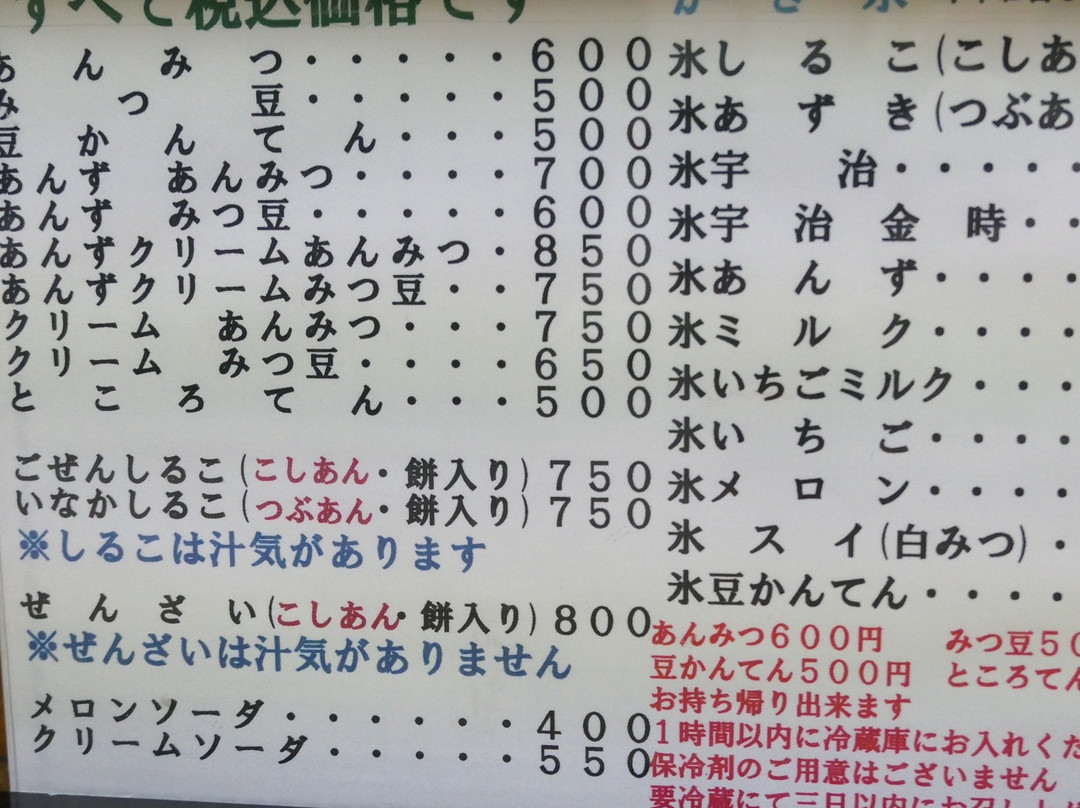 すべて税込価格です
あんみつ・・・・・600
みつ豆・・・・・500
豆かんてん・・・500
あんず あんみつ・・・・700
あんず みつ豆・・・・・600
あんずクリームあんみつ・850
あんずクリームみつ豆・・750
クリーム あんみつ・・・750
クリーム みつ豆・・・・650
ところてん・・・500
ごぜんしるこ(こしあん・餅入り)750
いなかしるこ(つぶあん・餅入り)750
※しるこは汁気があります
ぜんざい(こしあん・餅入り)800
※ぜんざいは汁気がありません
メロンソーダ・・・・・・400
クリームソーダ・・・・・550
かき氷
氷しるこ(こしあ
氷あずき(つぶあ
氷宇治・・・・・
氷宇治金時・・
氷あんず・・・・
氷ミルク・・・・
氷いちごミルク・・・
氷いちご・・・・
氷メロン・・・・
氷スイ(白みつ)・
氷豆かんてん・・・・
あんみつ600円 みつ豆50
豆かんてん500円 ところてん
お持ち帰り出来ます
1時間以内に冷蔵庫にお入れくだ
保冷剤のご用意はございません
要冷蔵にて三日以内に